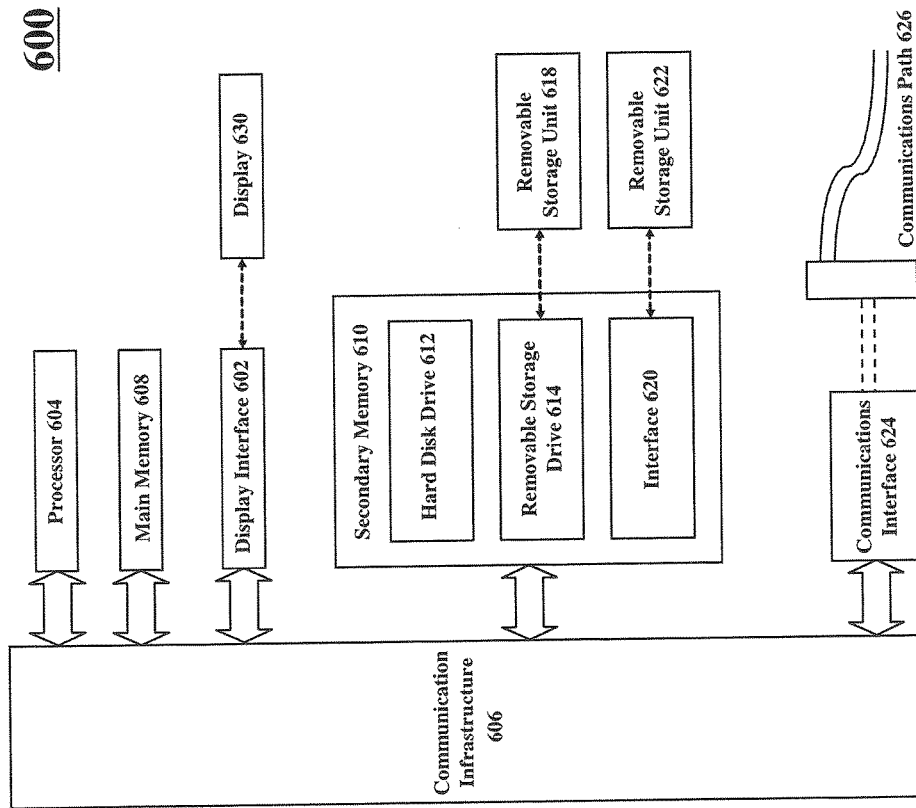 600
Processor 604
Main Memory 608
Display Interface 602
Display 630
Secondary Memory 610
Hard Disk Drive 612
Removable Storage
Drive 614
Interface 620
Removable
Storage Unit 618
Removable
Storage Unit 622
Communication
Infrastructure
606
Communications
Interface 624
Communications Path 626